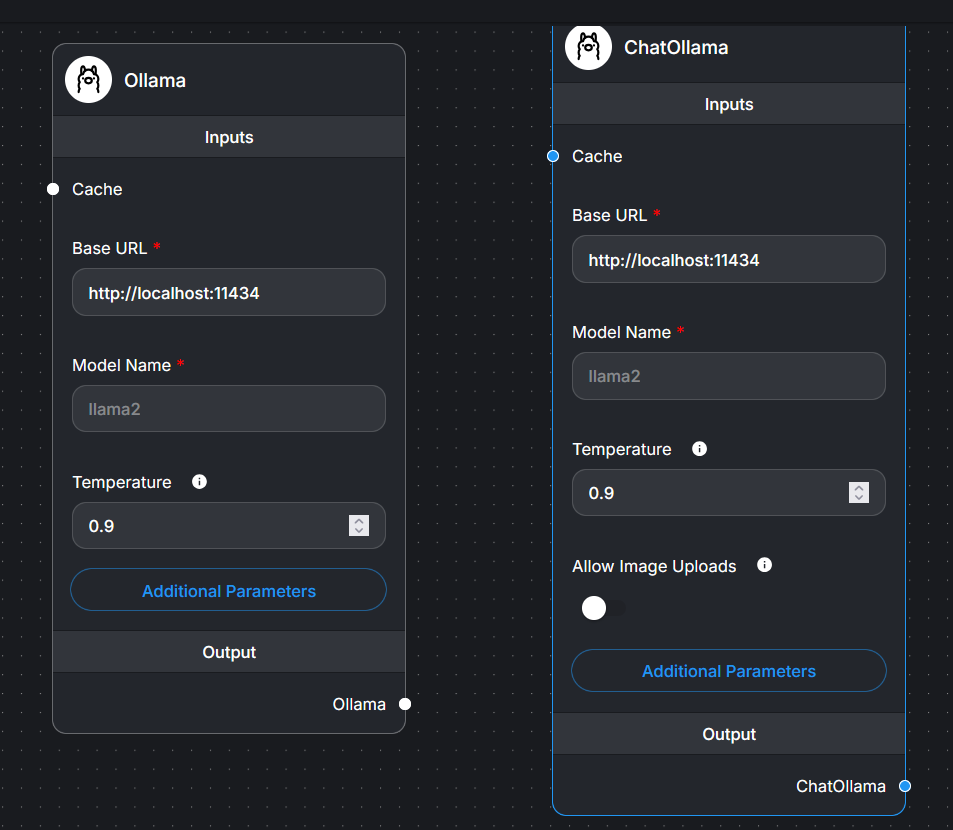 Ollama
Inputs
Cache
Base URL *
http://localhost:11434
Model Name *
llama2
Temperature
0.9
Additional Parameters
Output
Ollama
ChatOllama
Inputs
Cache
Base URL *
http://localhost:11434
Model Name *
llama2
Temperature
0.9
Allow Image Uploads
Additional Parameters
Output
ChatOllama